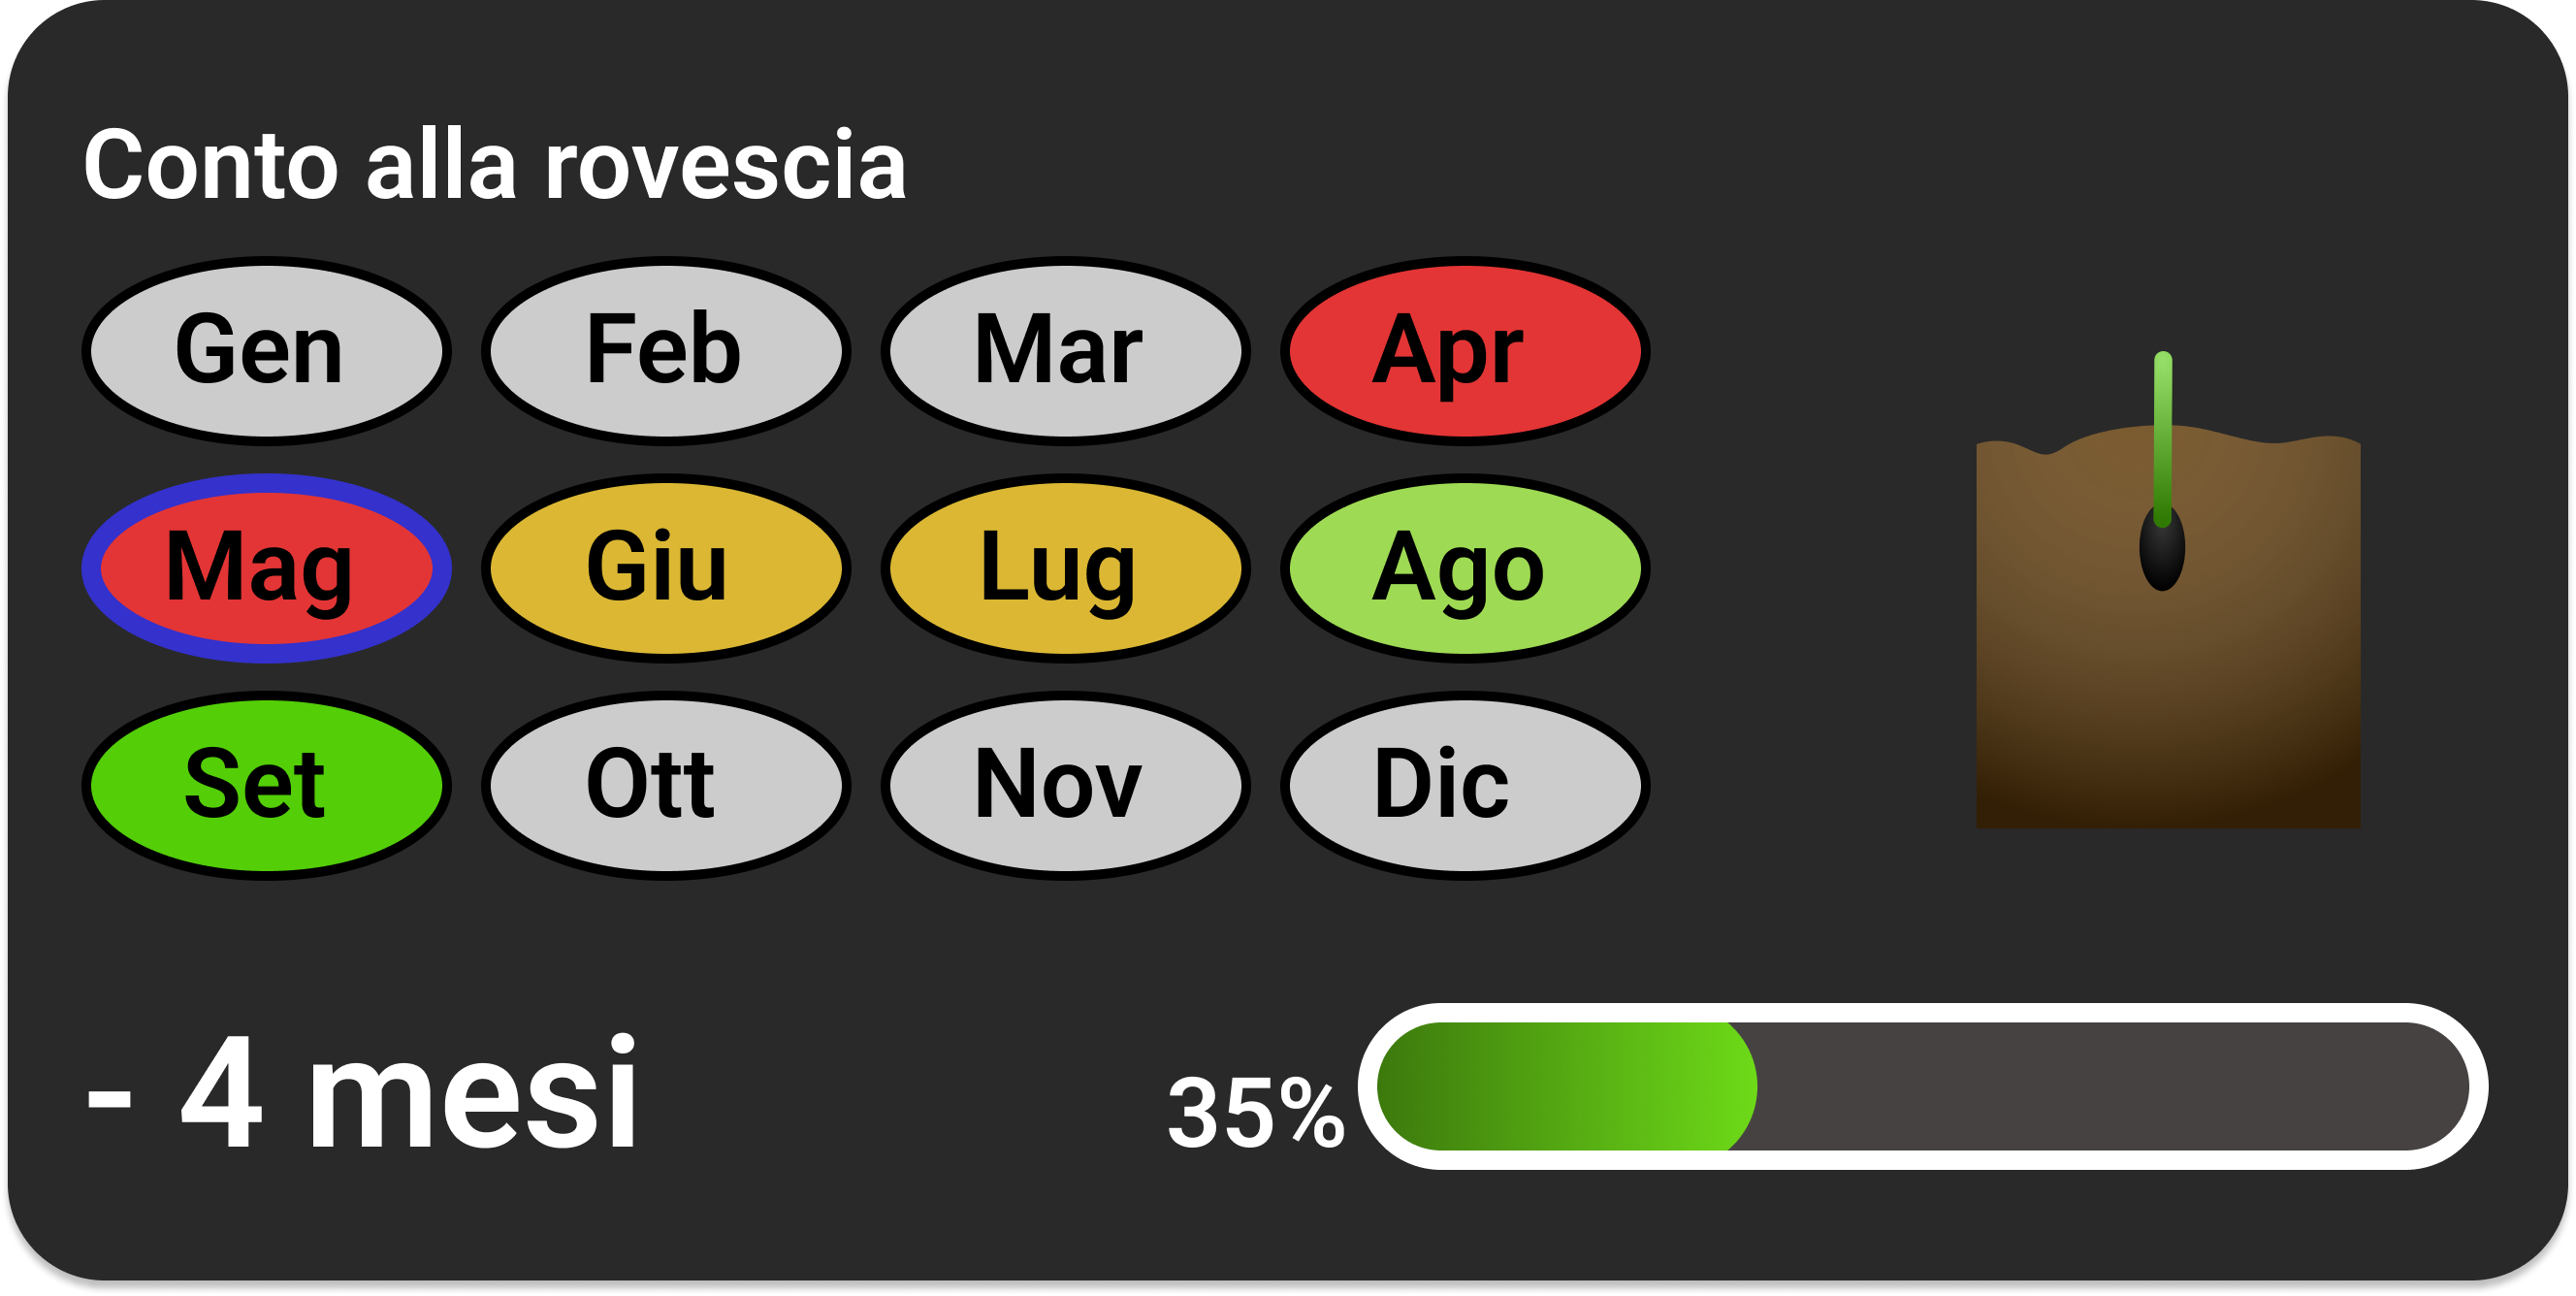 Conto alla rovescia
Gen Feb Mar Apr
Mag Giu Lug Ago
Set Ott Nov Dic
- 4 mesi
35%